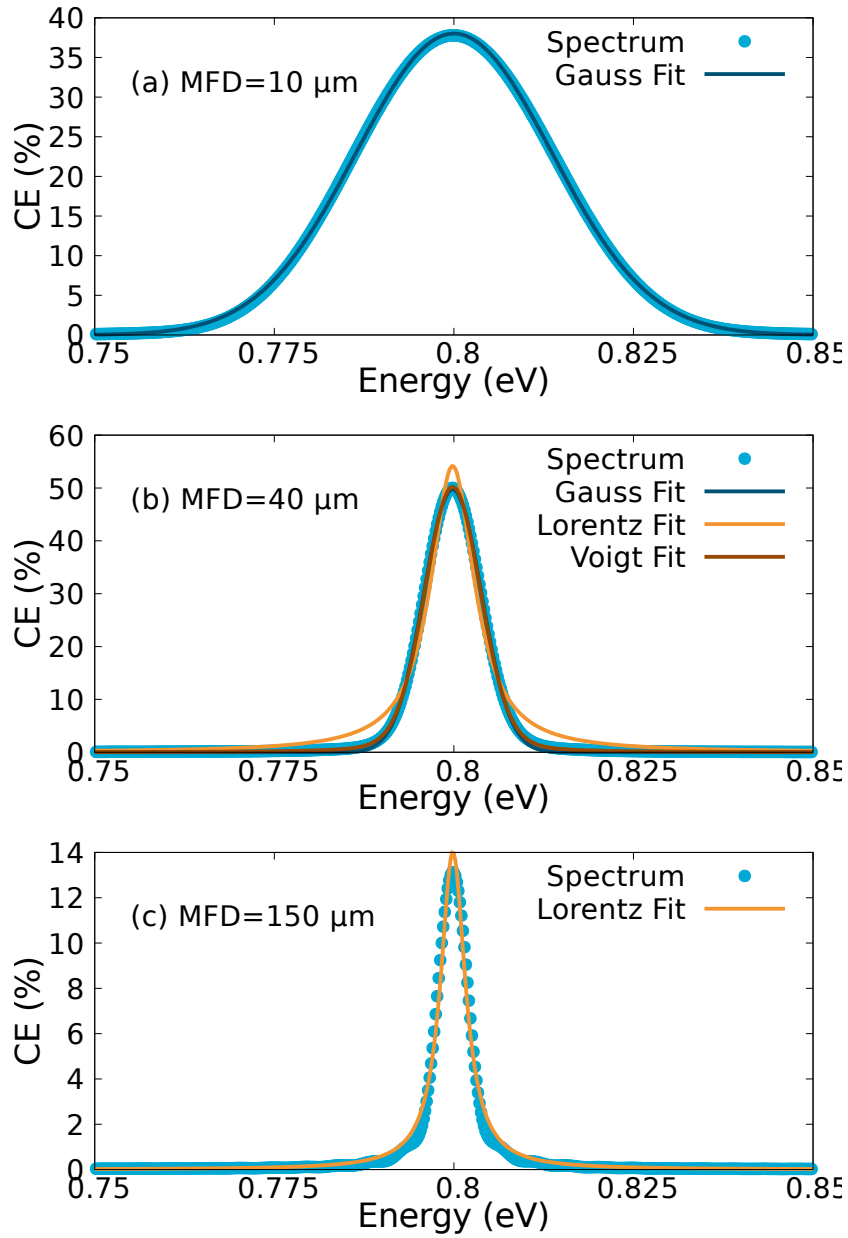 40
35
30
25
20
15
10
5
0
CE (%)
(a) MFD=10 μm
Spectrum
Gauss Fit
0.75 0.775 0.8 0.825 0.85
Energy (eV)
60
50
40
30
20
10
0
CE (%)
(b) MFD=40 μm
Spectrum
Gauss Fit
Lorentz Fit
Voigt Fit
0.75 0.775 0.8 0.825 0.85
Energy (eV)
14
12
10
8
6
4
2
0
CE (%)
(c) MFD=150 μm
Spectrum
Lorentz Fit
0.75 0.775 0.8 0.825 0.85
Energy (eV)